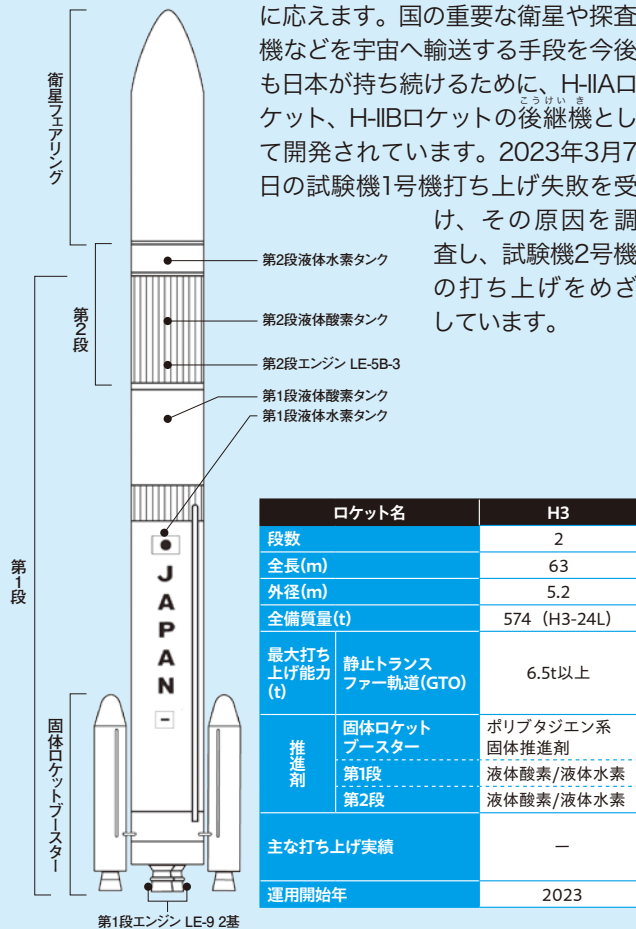 に応えます。国の重要な衛星や探査
機などを宇宙へ輸送する手段を今後
も日本が持ち続けるために、H-IIAロ
ケット、H-IIBロケットの後継機とし
こうけいき
て開発されています。2023年3月7
日の試験機1号機打ち上げ失敗を受
け、その原因を調
査し、試験機2号機
の打ち上げをめざ
しています。
衛星フェアリング
第2段
第1段
固体ロケットブースター
第2段液体水素タンク
第2段液体酸素タンク
第2段エンジン LE-5B-3
第1段液体酸素タンク
第1段液体水素タンク
JAPAN
第1段エンジン LE-9 2基
ロケット名 H3
段数 2
全長(m) 63
外径(m) 5.2
全備質量(t) 574（H3-24L）
最大打ち
上げ能力
(t)
静止トランス
ファー軌道(GTO)
6.5t以上
推進剤
固体ロケット
ブースター
ポリブタジエン系
固体推進剤
第1段 液体酸素/液体水素
第2段 液体酸素/液体水素
主な打ち上げ実績 ー
運用開始年 2023